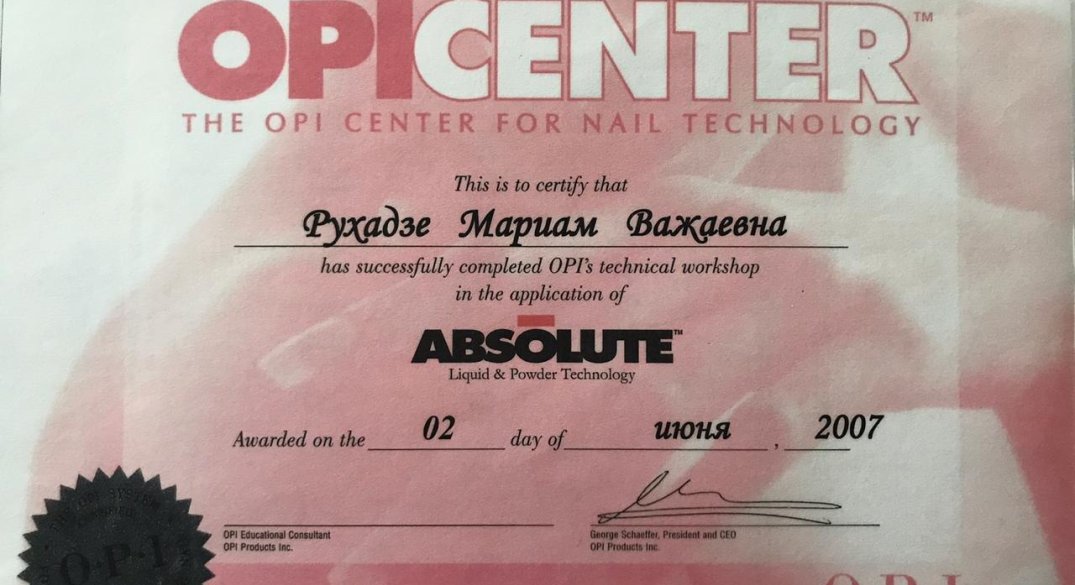 OPICENTER™
THE OPI CENTER FOR NAIL TECHNOLOGY
This is to certify that
Рухадзе Мариам Важаевна
has successfully completed OPI's technical workshop
in the application of
ABSOLUTE™
Liquid & Powder Technology
Awarded on the 02 day of июня, 2007
OPI Educational Consultant
OPI Products Inc.
George Schaeffer, President and CEO
OPI Products Inc.
O·P·I
O·P·I